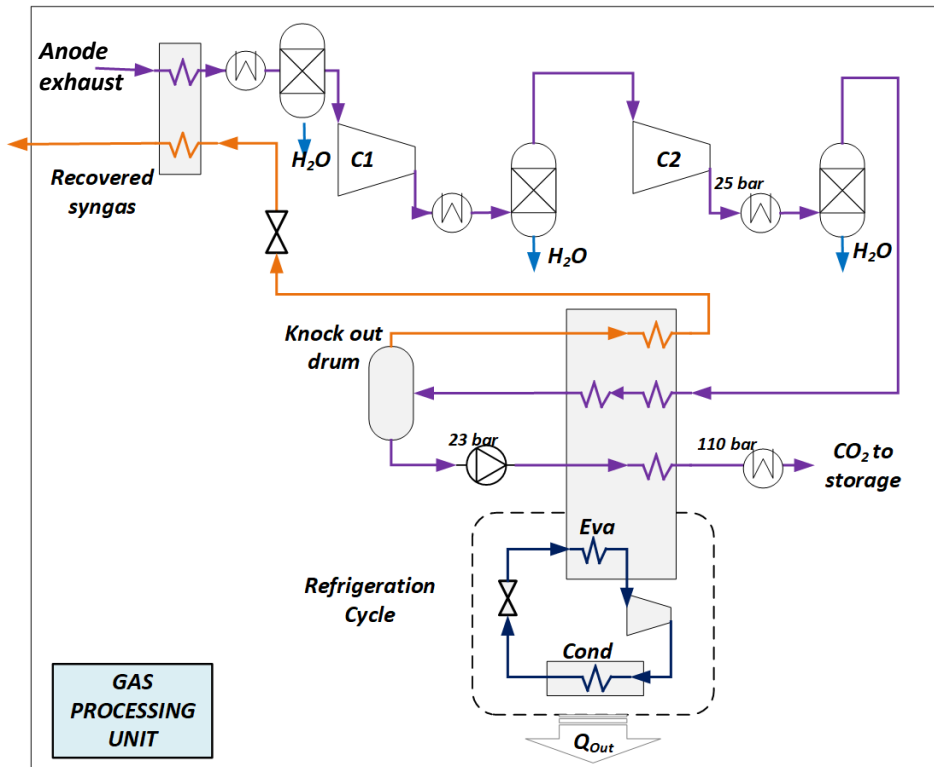 Anode
exhaust
H₂O
C1
C2
25 bar
Recovered
syngas
H₂O
H₂O
Knock out
drum
23 bar
110 bar
CO₂ to
storage
Eva
Refrigeration
Cycle
Cond
GAS
PROCESSING
UNIT
Q_Out